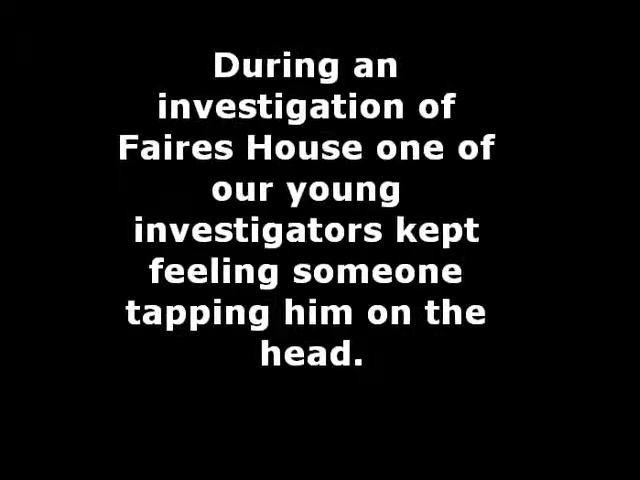 During an
investigation of
Faires House one of
our young
investigators kept
feeling someone
tapping him on the
head.